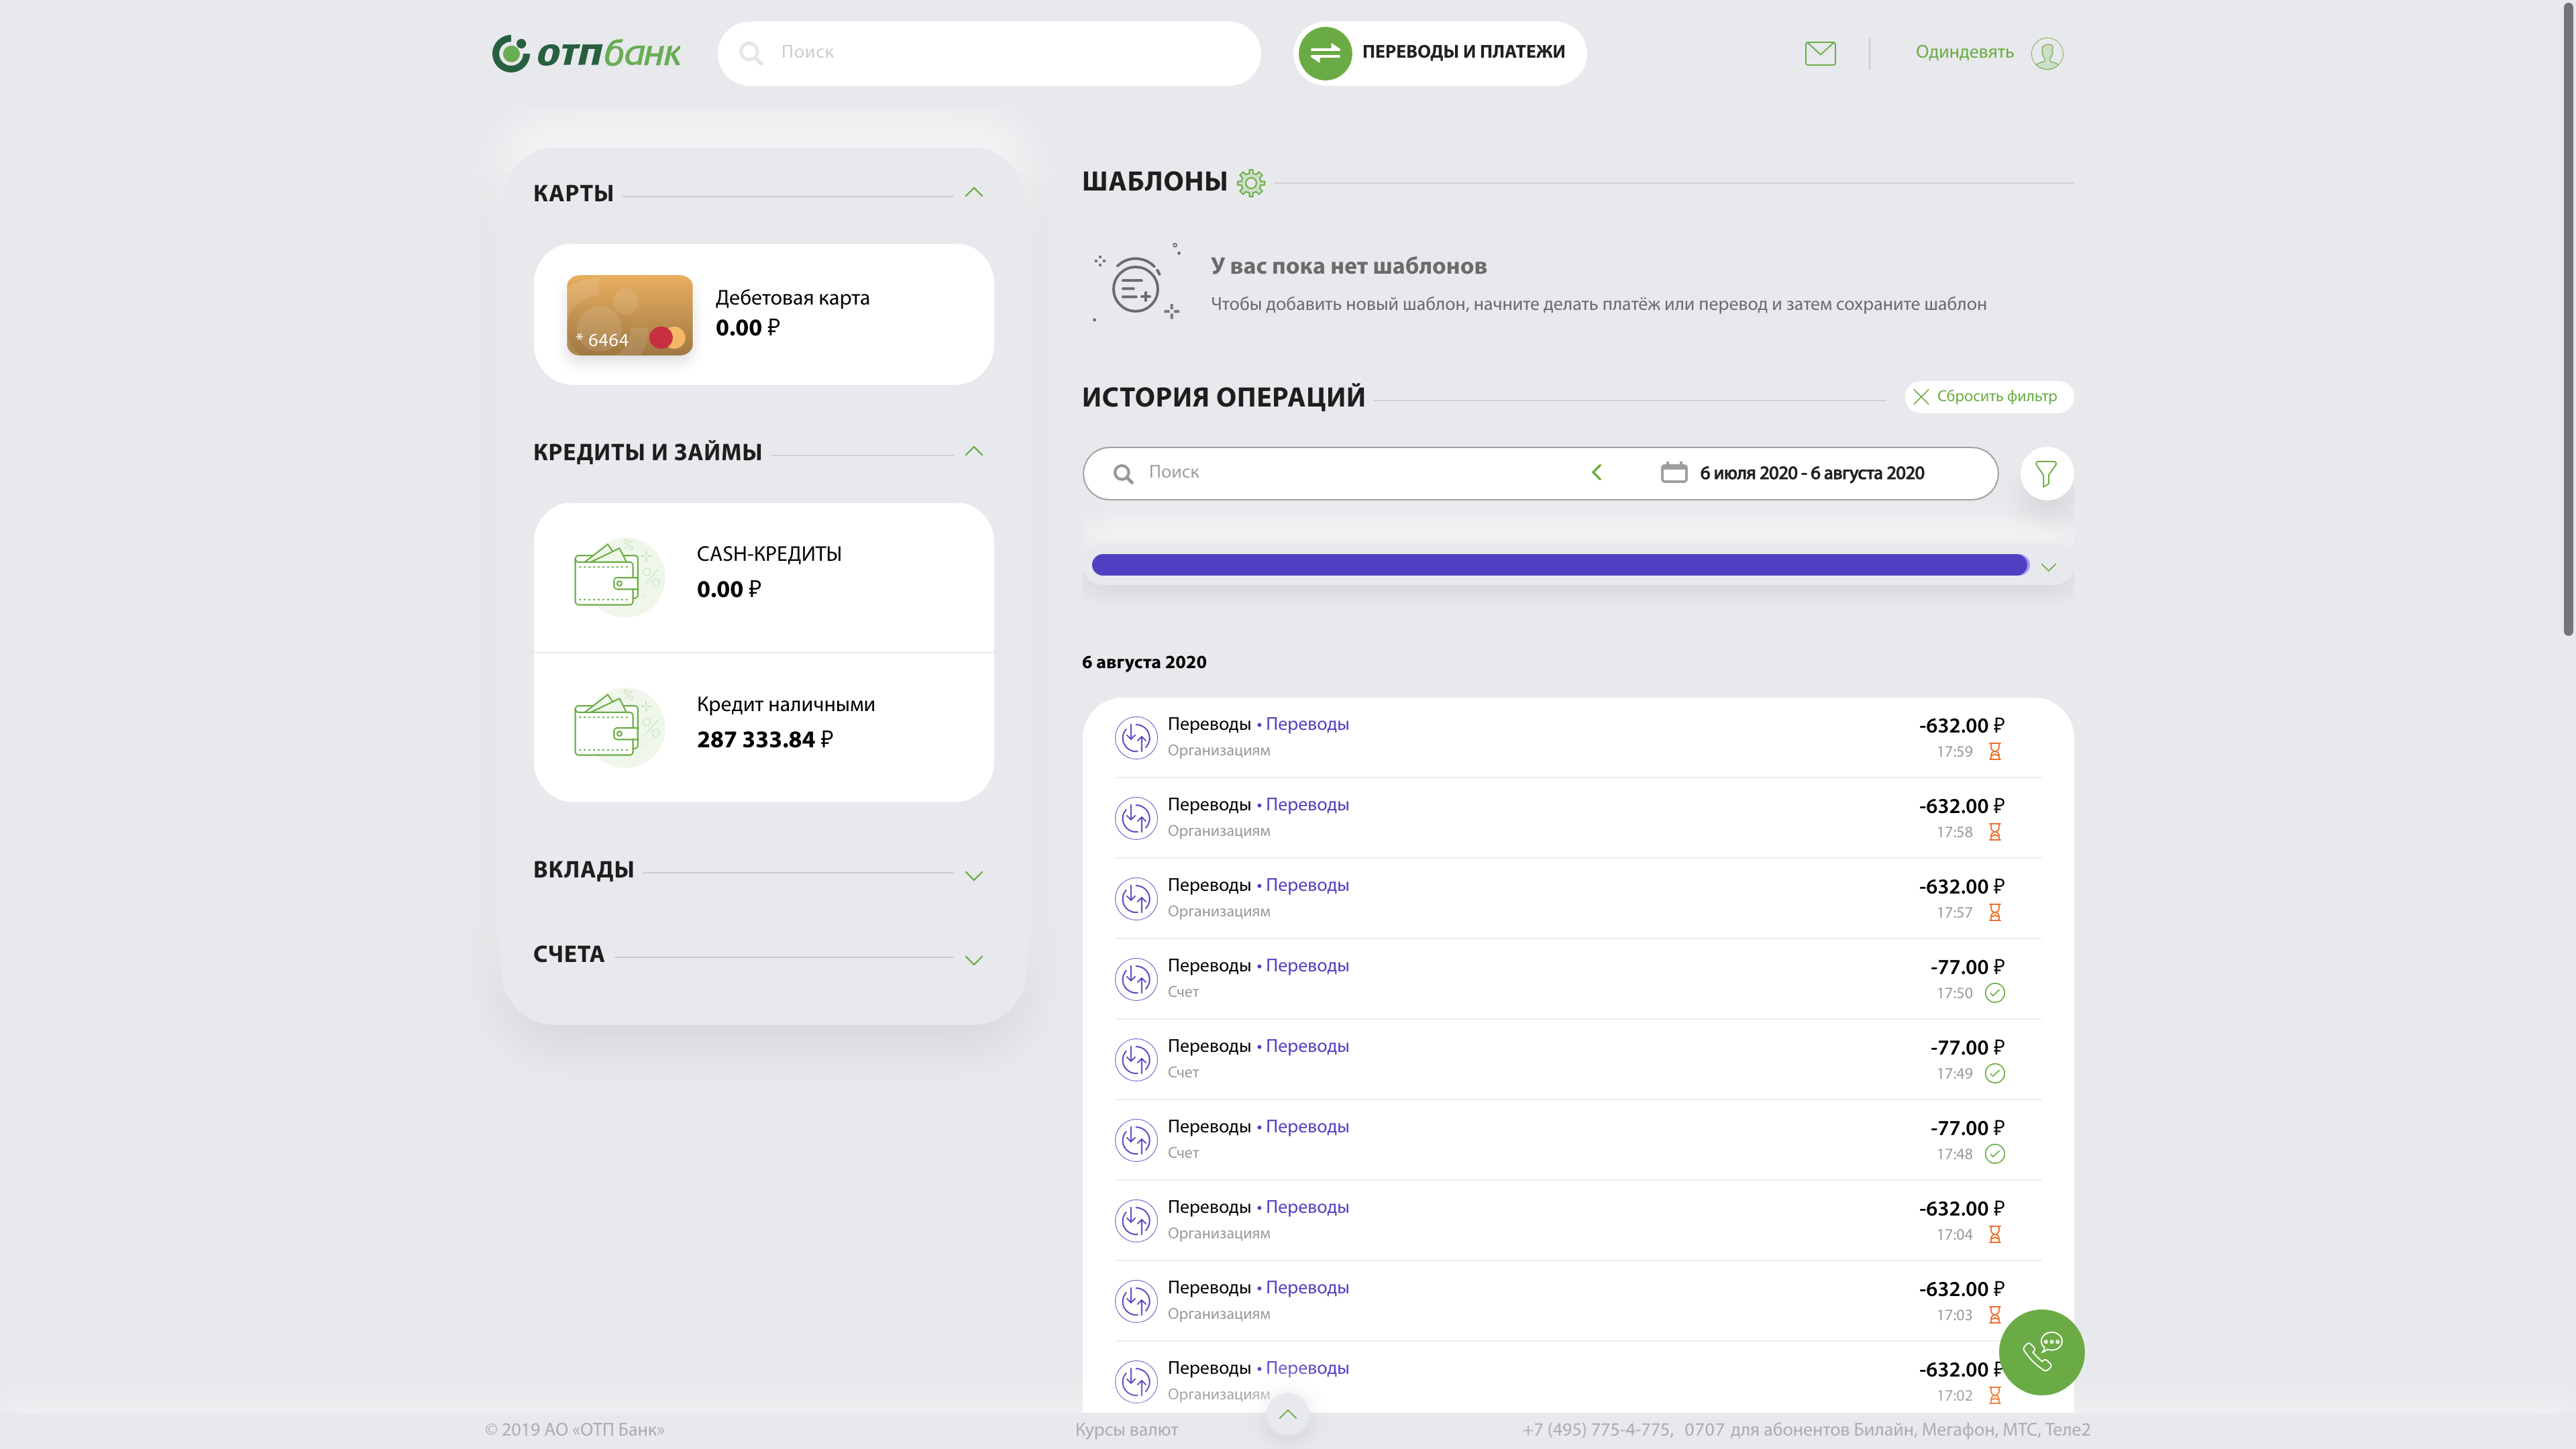 отпбанк
Поиск
ПЕРЕВОДЫ И ПЛАТЕЖИ
Одиндевять
КАРТЫ
* 6464
Дебетовая карта
0.00 ₽
КРЕДИТЫ И ЗАЙМЫ
CASH-КРЕДИТЫ
0.00 ₽
Кредит наличными
287 333.84 ₽
ВКЛАДЫ
СЧЕТА
ШАБЛОНЫ
У вас пока нет шаблонов
Чтобы добавить новый шаблон, начните делать платёж или перевод и затем сохраните шаблон
ИСТОРИЯ ОПЕРАЦИЙ
Сбросить фильтр
Поиск
6 июля 2020 - 6 августа 2020
6 августа 2020
Переводы • Переводы
-632.00 ₽
Организациям
17:59
Переводы • Переводы
-632.00 ₽
Организациям
17:58
Переводы • Переводы
-632.00 ₽
Организациям
17:57
Переводы • Переводы
-77.00 ₽
Счет
17:50
Переводы • Переводы
-77.00 ₽
Счет
17:49
Переводы • Переводы
-77.00 ₽
Счет
17:48
Переводы • Переводы
-632.00 ₽
Организациям
17:04
Переводы • Переводы
-632.00 ₽
Организациям
17:03
Переводы • Переводы
-632.00 ₽
Организациям
17:02
© 2019 АО «ОТП Банк»
Курсы валют
+7 (495) 775-4-775, 0707 для абонентов Билайн, Мегафон, МТС, Теле2